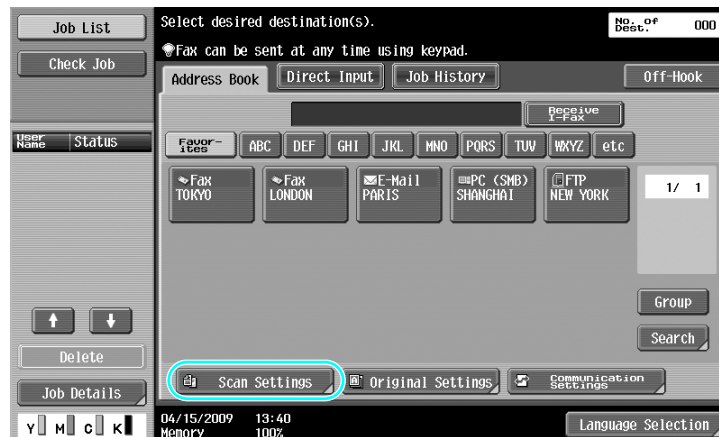 Job List
Check Job
User Name
Status
Delete
Job Details
Y M C K
Select desired destination(s).
No. of Dest.
000
Fax can be sent at any time using keypad.
Address Book
Direct Input
Job History
Off-Hook
Receive
I-Fax
Favor-
ites
ABC
DEF
GHI
JKL
MNO
PQRS
TUV
WXYZ
etc
Fax
TOKYO
Fax
LONDON
E-Mail
PARIS
PC (SMB)
SHANGHAI
FTP
NEW YORK
1/ 1
Group
Search
Scan Settings
Original Settings
Communication
Settings
04/15/2009 13:40
Memory 100%
Language Selection